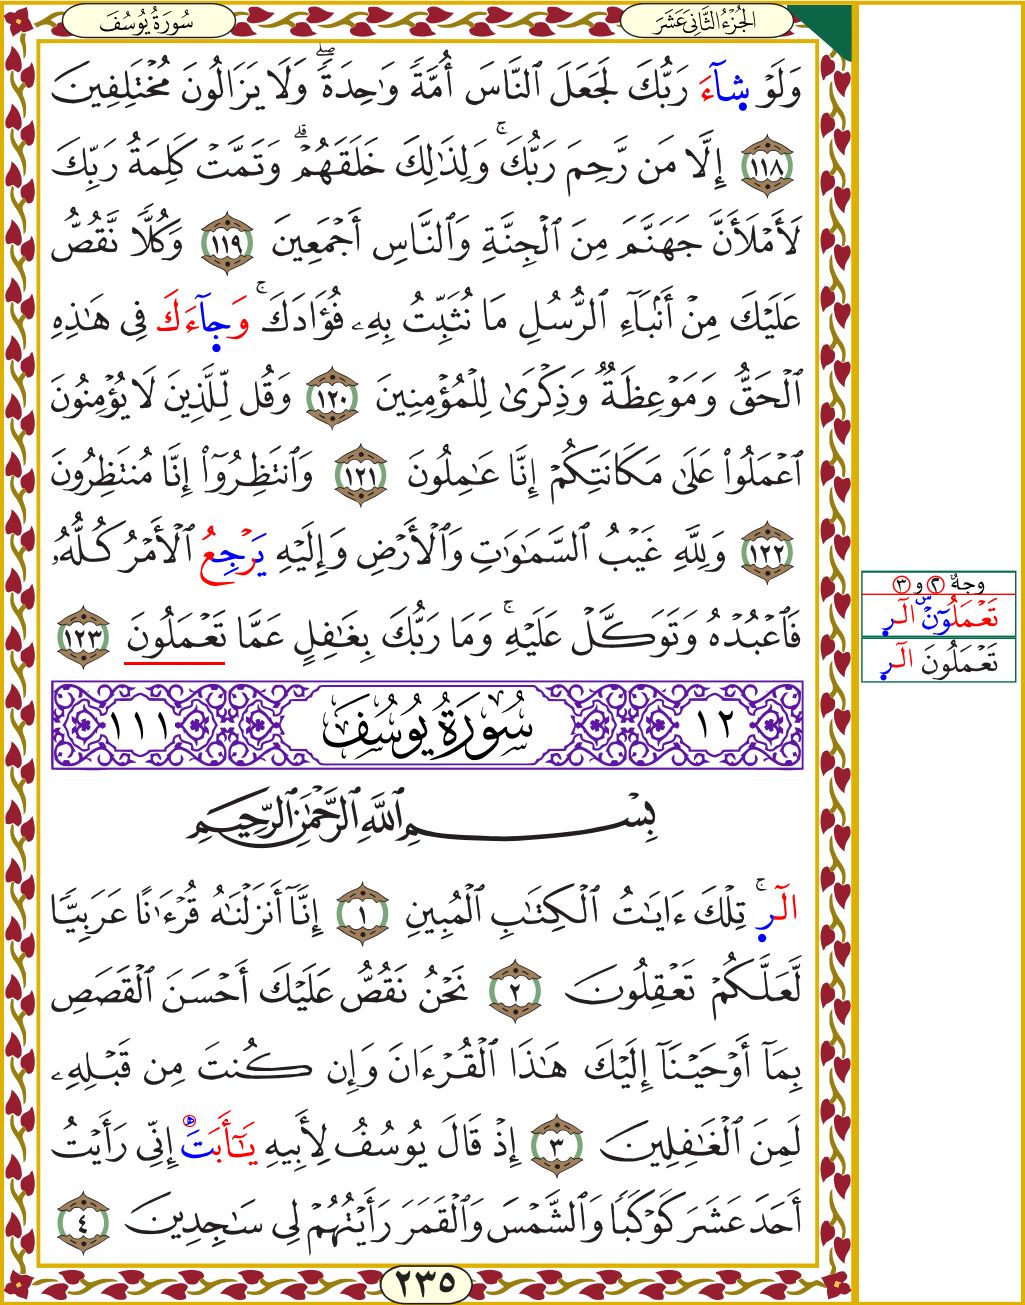 الجُزْءُ الثَّانِي عَشَرَ
سُورَةُ يُوسُفَ
وَلَوۡ شَآءَ رَبُّكَ لَجَعَلَ ٱلنَّاسَ أُمَّةٗ وَٰحِدَةٗۖ وَلَا يَزَالُونَ مُخۡتَلِفِينَ
١١٨ إِلَّا مَن رَّحِمَ رَبُّكَۚ وَلِذَٰلِكَ خَلَقَهُمۡۗ وَتَمَّتۡ كَلِمَةُ رَبِّكَ
لَأَمۡلَأَنَّ جَهَنَّمَ مِنَ ٱلۡجِنَّةِ وَٱلنَّاسِ أَجۡمَعِينَ ١١٩ وَكُلّٗا نَّقُصُّ
عَلَيۡكَ مِنۡ أَنۢبَآءِ ٱلرُّسُلِ مَا نُثَبِّتُ بِهِۦ فُؤَادَكَۚ وَجَآءَكَ فِي هَٰذِهِ
ٱلۡحَقُّ وَمَوۡعِظَةٞ وَذِكۡرَىٰ لِلۡمُؤۡمِنِينَ ١٢٠ وَقُل لِّلَّذِينَ لَا يُؤۡمِنُونَ
ٱعۡمَلُواْ عَلَىٰ مَكَانَتِكُمۡ إِنَّا عَٰمِلُونَ ١٢١ وَٱنتَظِرُوٓاْ إِنَّا مُنتَظِرُونَ
١٢٢ وَلِلَّهِ غَيۡبُ ٱلسَّمَٰوَٰتِ وَٱلۡأَرۡضِ وَإِلَيۡهِ يَرۡجِعُ ٱلۡأَمۡرُ كُلُّهُۥ
فَٱعۡبُدۡهُ وَتَوَكَّلۡ عَلَيۡهِۚ وَمَا رَبُّكَ بِغَٰفِلٍ عَمَّا تَعۡمَلُونَ ١٢٣
وجهٌ ٢ و ٣
تَعۡمَلُونَۜ الٓر
تَعۡمَلُونَ الٓر
١٢ سُورَةُ يُوسُفَ ١١١
بِسۡمِ ٱللَّهِ ٱلرَّحۡمَٰنِ ٱلرَّحِيمِ
الٓرۚ تِلۡكَ ءَايَٰتُ ٱلۡكِتَٰبِ ٱلۡمُبِينِ ١ إِنَّآ أَنزَلۡنَٰهُ قُرۡءَٰنًا عَرَبِيّٗا
لَّعَلَّكُمۡ تَعۡقِلُونَ ٢ نَحۡنُ نَقُصُّ عَلَيۡكَ أَحۡسَنَ ٱلۡقَصَصِ
بِمَآ أَوۡحَيۡنَآ إِلَيۡكَ هَٰذَا ٱلۡقُرۡءَانَ وَإِن كُنتَ مِن قَبۡلِهِۦ
لَمِنَ ٱلۡغَٰفِلِينَ ٣ إِذۡ قَالَ يُوسُفُ لِأَبِيهِ يَٰٓأَبَتَ إِنِّي رَأَيۡتُ
أَحَدَ عَشَرَ كَوۡكَبٗا وَٱلشَّمۡسَ وَٱلۡقَمَرَ رَأَيۡتُهُمۡ لِي سَٰجِدِينَ ٤
٢٣٥